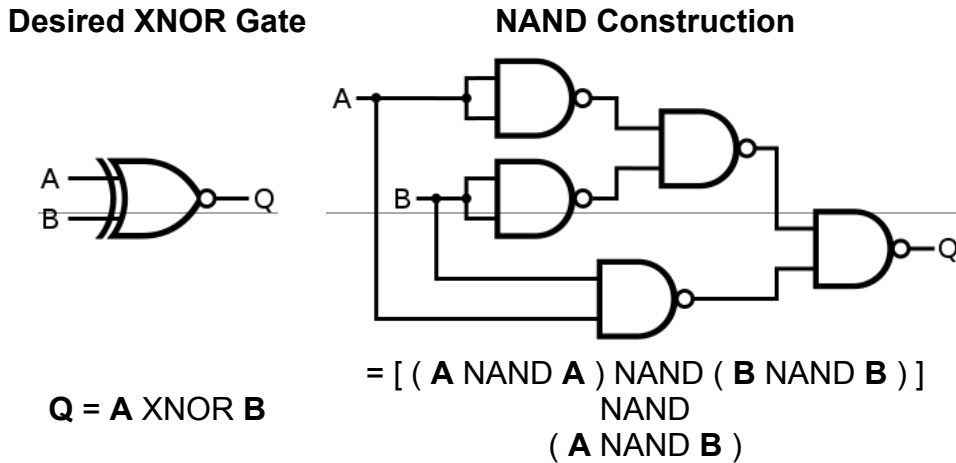 Desired XNOR Gate
NAND Construction
A
B
Q
A
B
Q
Q = A XNOR B
= [ ( A NAND A ) NAND ( B NAND B ) ]
NAND
( A NAND B )